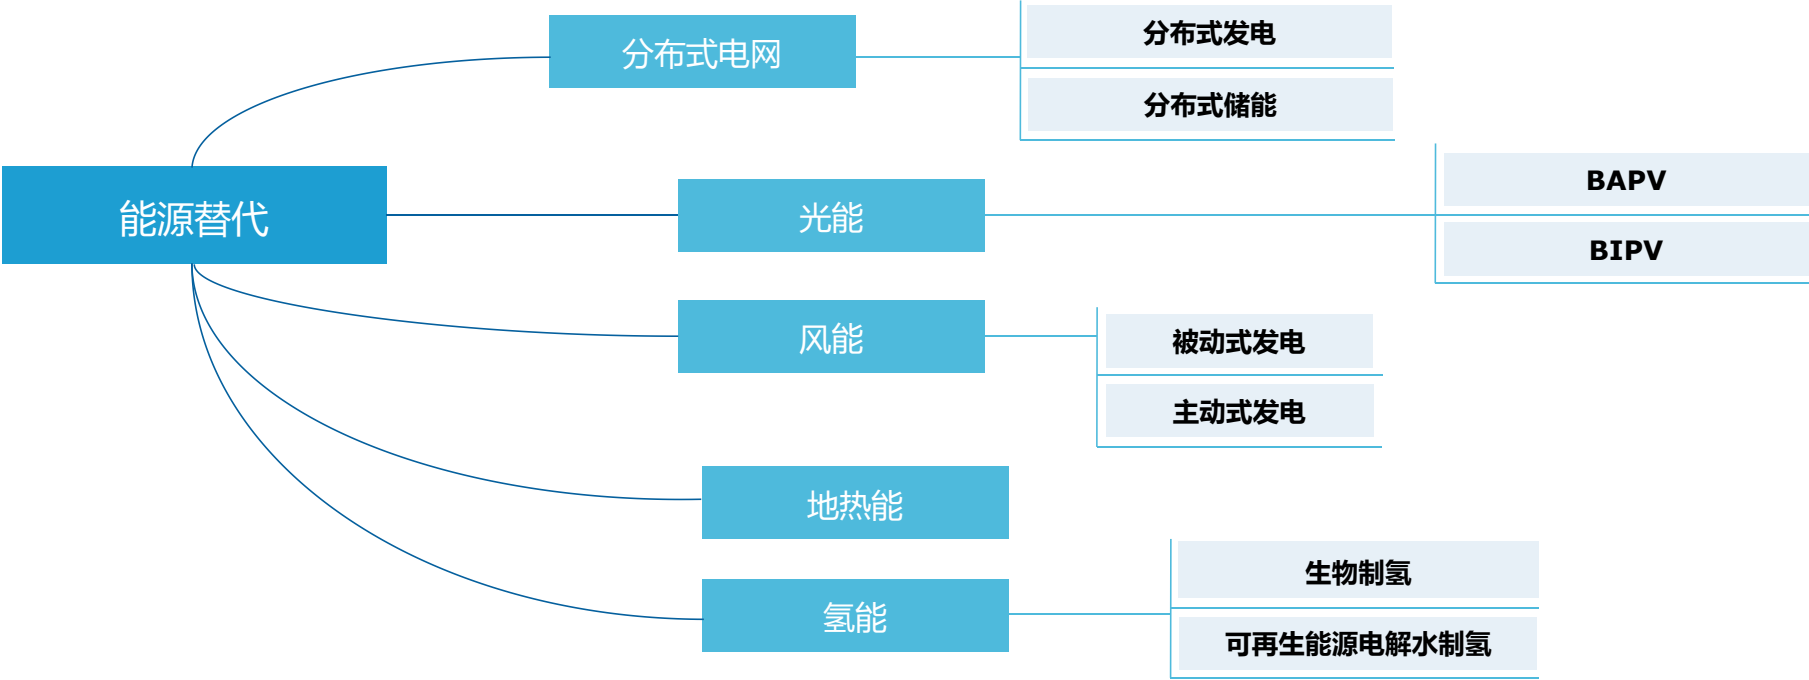 能源替代
分布式电网
分布式发电
分布式储能
光能
BAPV
BIPV
风能
被动式发电
主动式发电
地热能
氢能
生物制氢
可再生能源电解水制氢